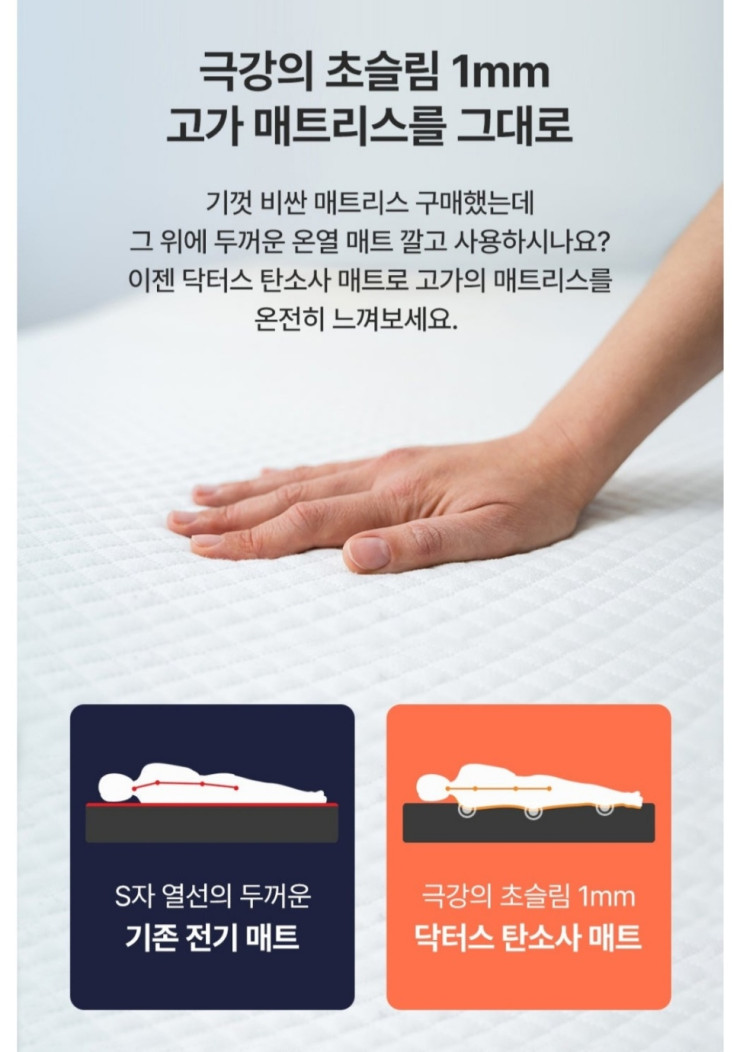 극강의 초슬림 1mm
고가 매트리스를 그대로
기껏 비싼 매트리스 구매했는데
그 위에 두꺼운 온열 매트 깔고 사용하시나요?
이젠 닥터스 탄소사 매트로 고가의 매트리스를
온전히 느껴보세요.
S자 열선의 두꺼운
기존 전기 매트
극강의 초슬림 1mm
닥터스 탄소사 매트